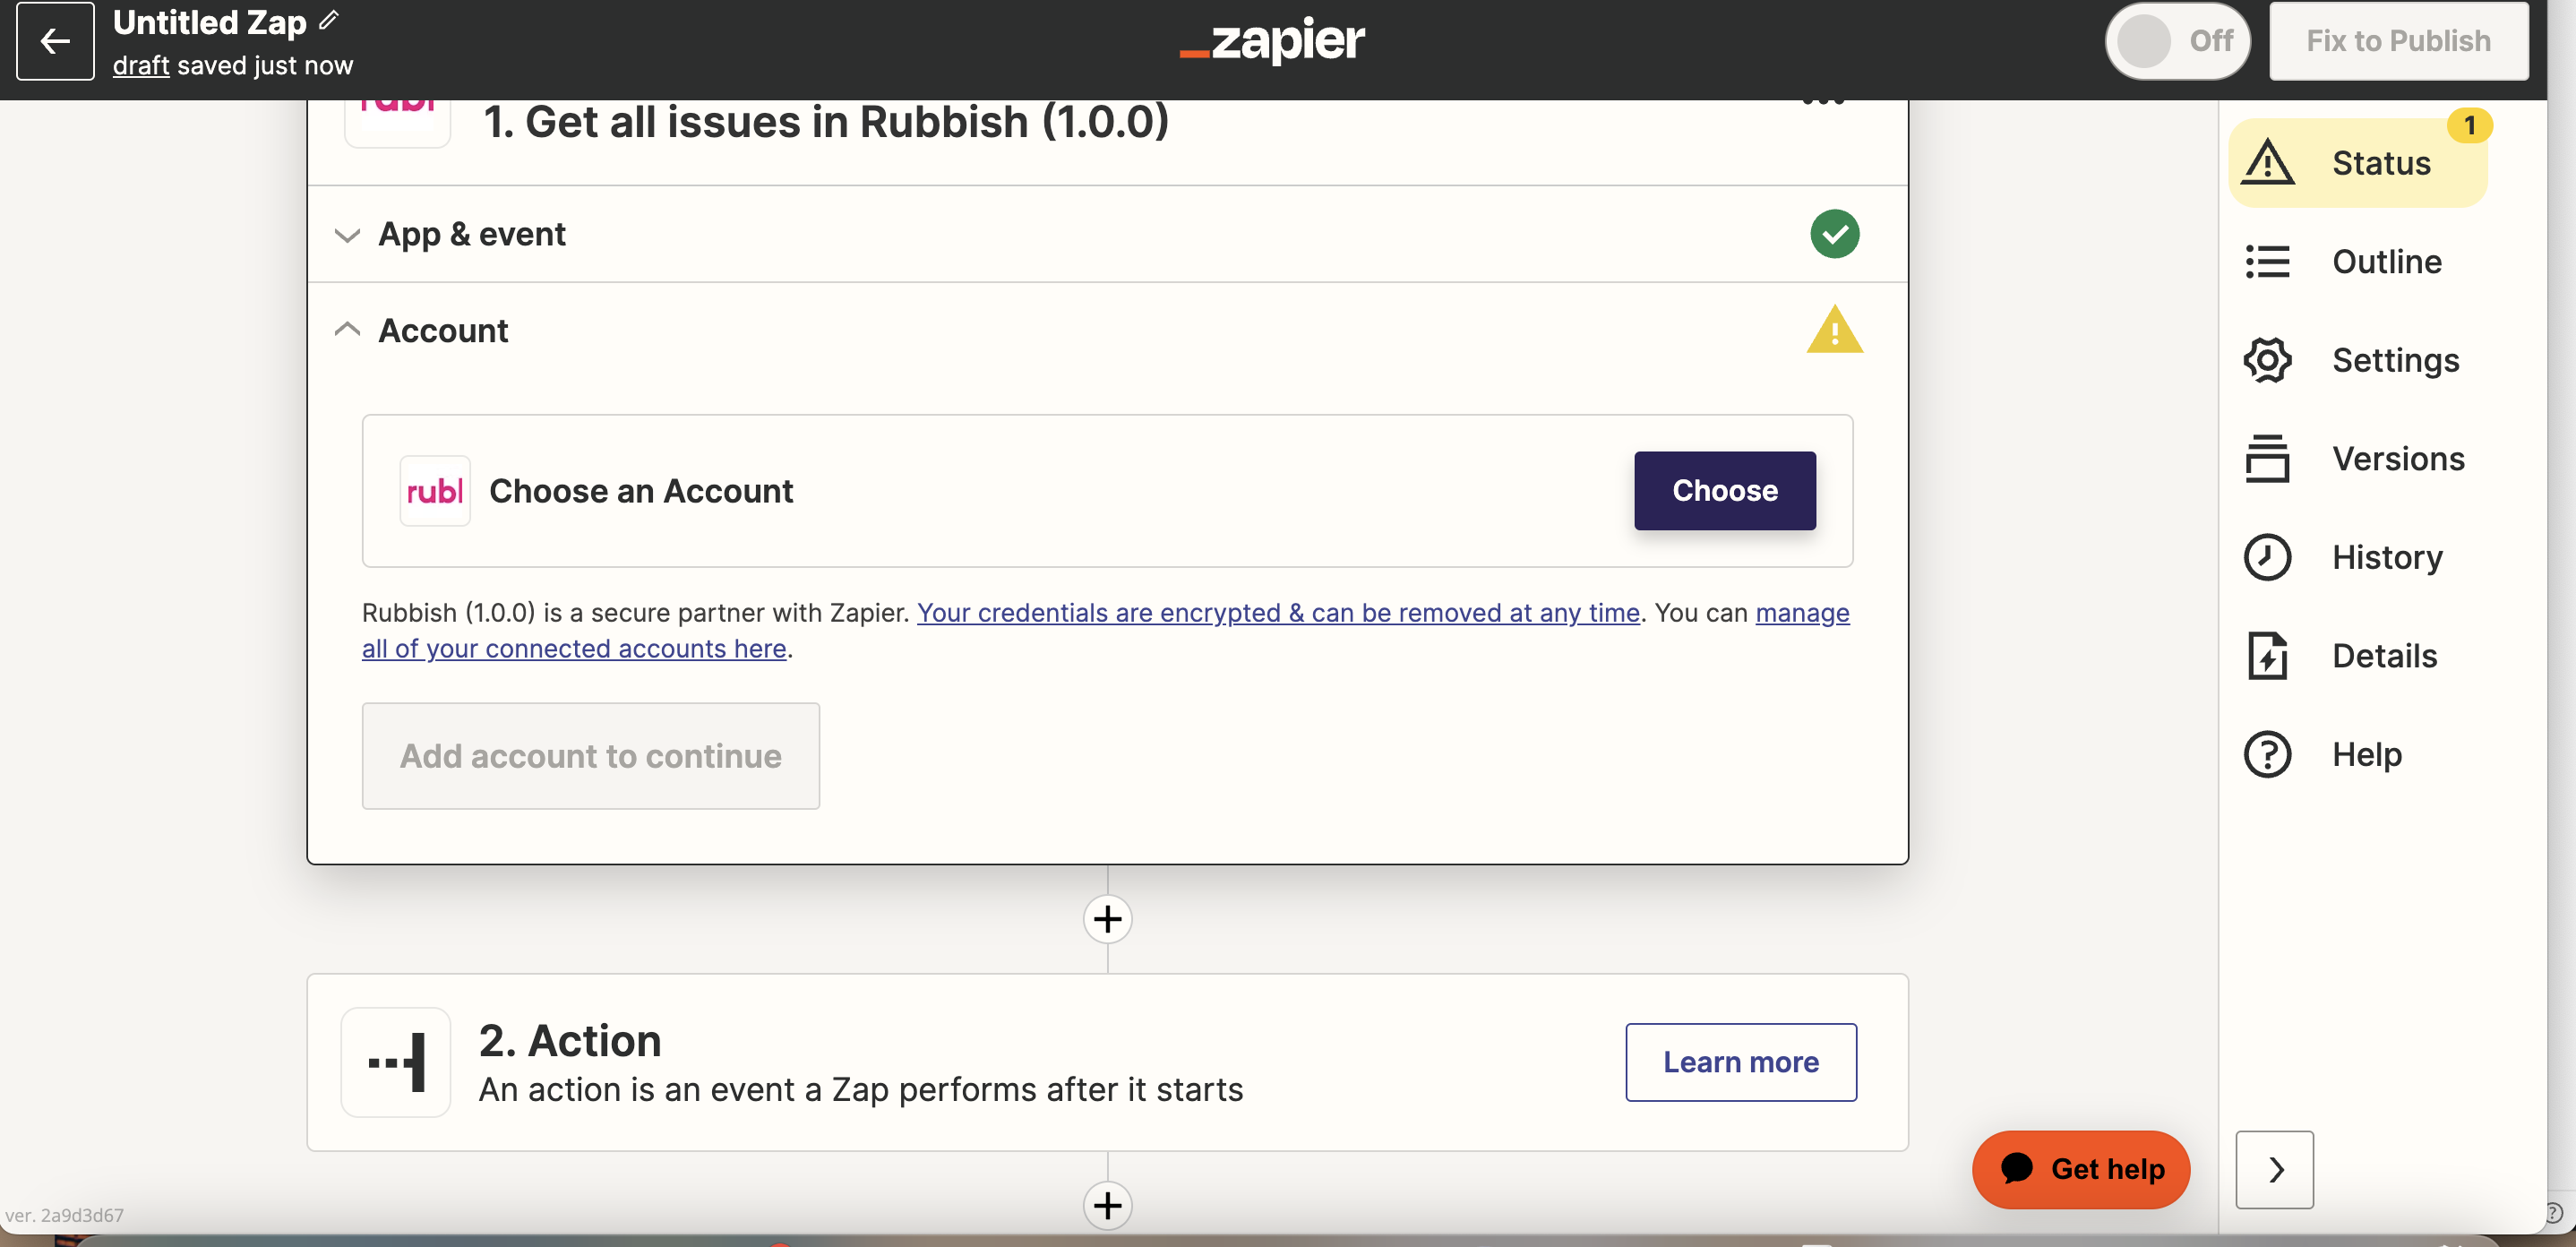 Untitled Zap
draft saved just now
zapier
Off
Fix to Publish
1. Get all issues in Rubbish (1.0.0)
App & event
Account
rubl
Choose an Account
Choose
Rubbish (1.0.0) is a secure partner with Zapier. Your credentials are encrypted & can be removed at any time. You can manage
all of your connected accounts here.
Add account to continue
2. Action
An action is an event a Zap performs after it starts
Learn more
1
Status
Outline
Settings
Versions
History
Details
Help
Get help
ver. 2a9d3d67